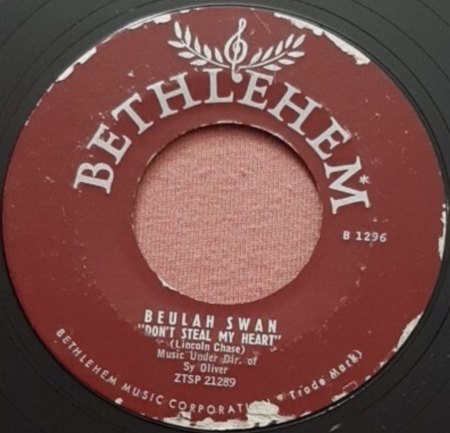 BETHLEHEM
B 1296
BEULAH SWAN
"DON'T STEAL MY HEART"
(Lincoln Chase)
Music Under Dir. of
Sy Oliver
ZTSP 21289
BETHLEHEM MUSIC CORPORATI (Trade Mark)